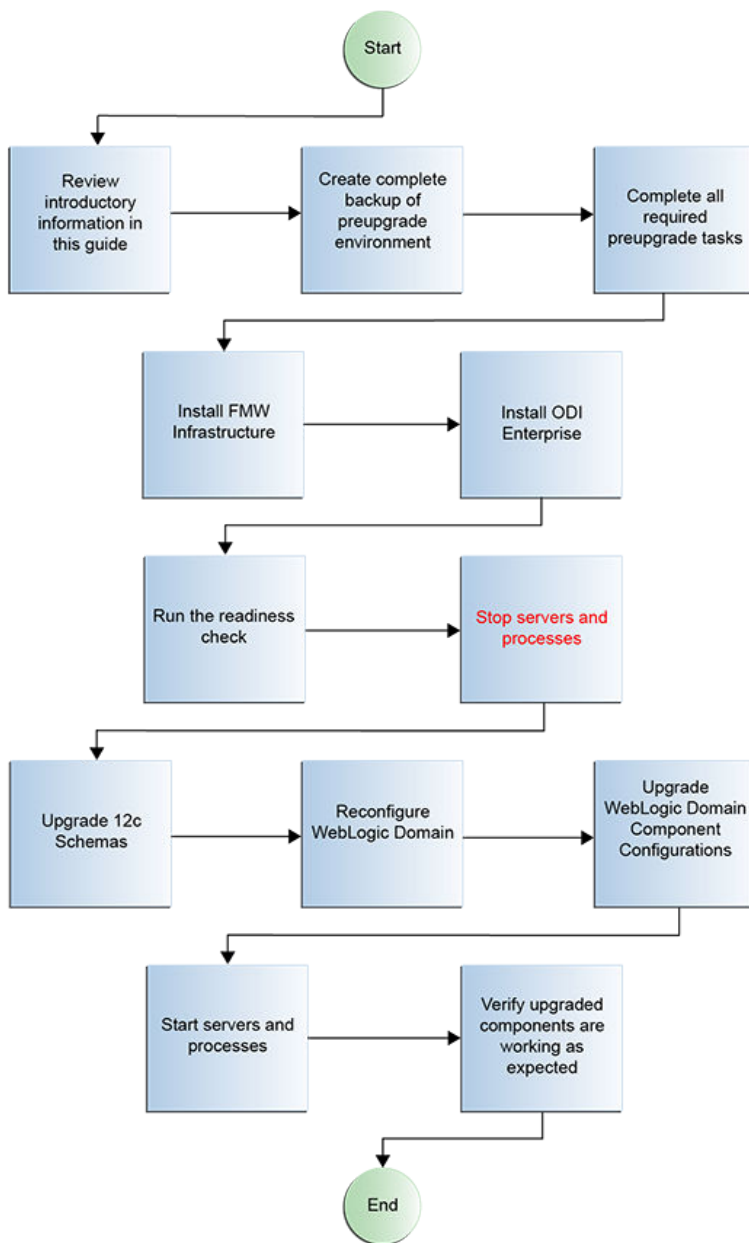 Start
Review
introductory
information in
this guide
Create complete
backup of
preupgrade
environment
Complete all
required
preupgrade tasks
Install FMW
Infrastructure
Install ODI
Enterprise
Run the readiness
check
Stop servers and
processes
Upgrade 12c
Schemas
Reconfigure
WebLogic Domain
Upgrade
WebLogic Domain
Component
Configurations
Start servers and
processes
Verify upgraded
components are
working as
expected
End